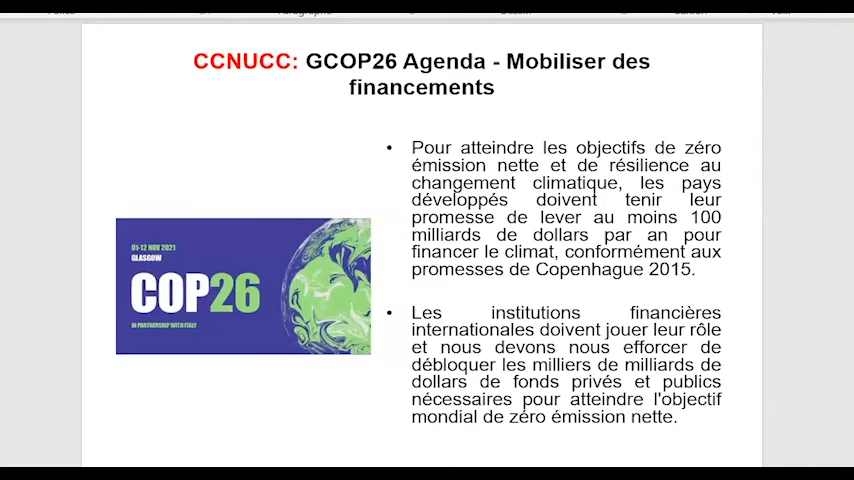 CCNUCC: GCOP26 Agenda - Mobiliser des
financements
Pour atteindre les objectifs de zéro
émission nette et de résilience au
changement climatique, les pays
développés doivent tenir leur
promesse de lever au moins 100
milliards de dollars par an pour
financer le climat, conformément aux
promesses de Copenhague 2015.
01-12 NOV 2021
GLASGOW
COP26
IN PARTNERSHIP WITH ITALY
Les institutions financières
internationales doivent jouer leur rôle
et nous devons nous efforcer de
débloquer les milliers de milliards de
dollars de fonds privés et publics
nécessaires pour atteindre l'objectif
mondial de zéro émission nette.